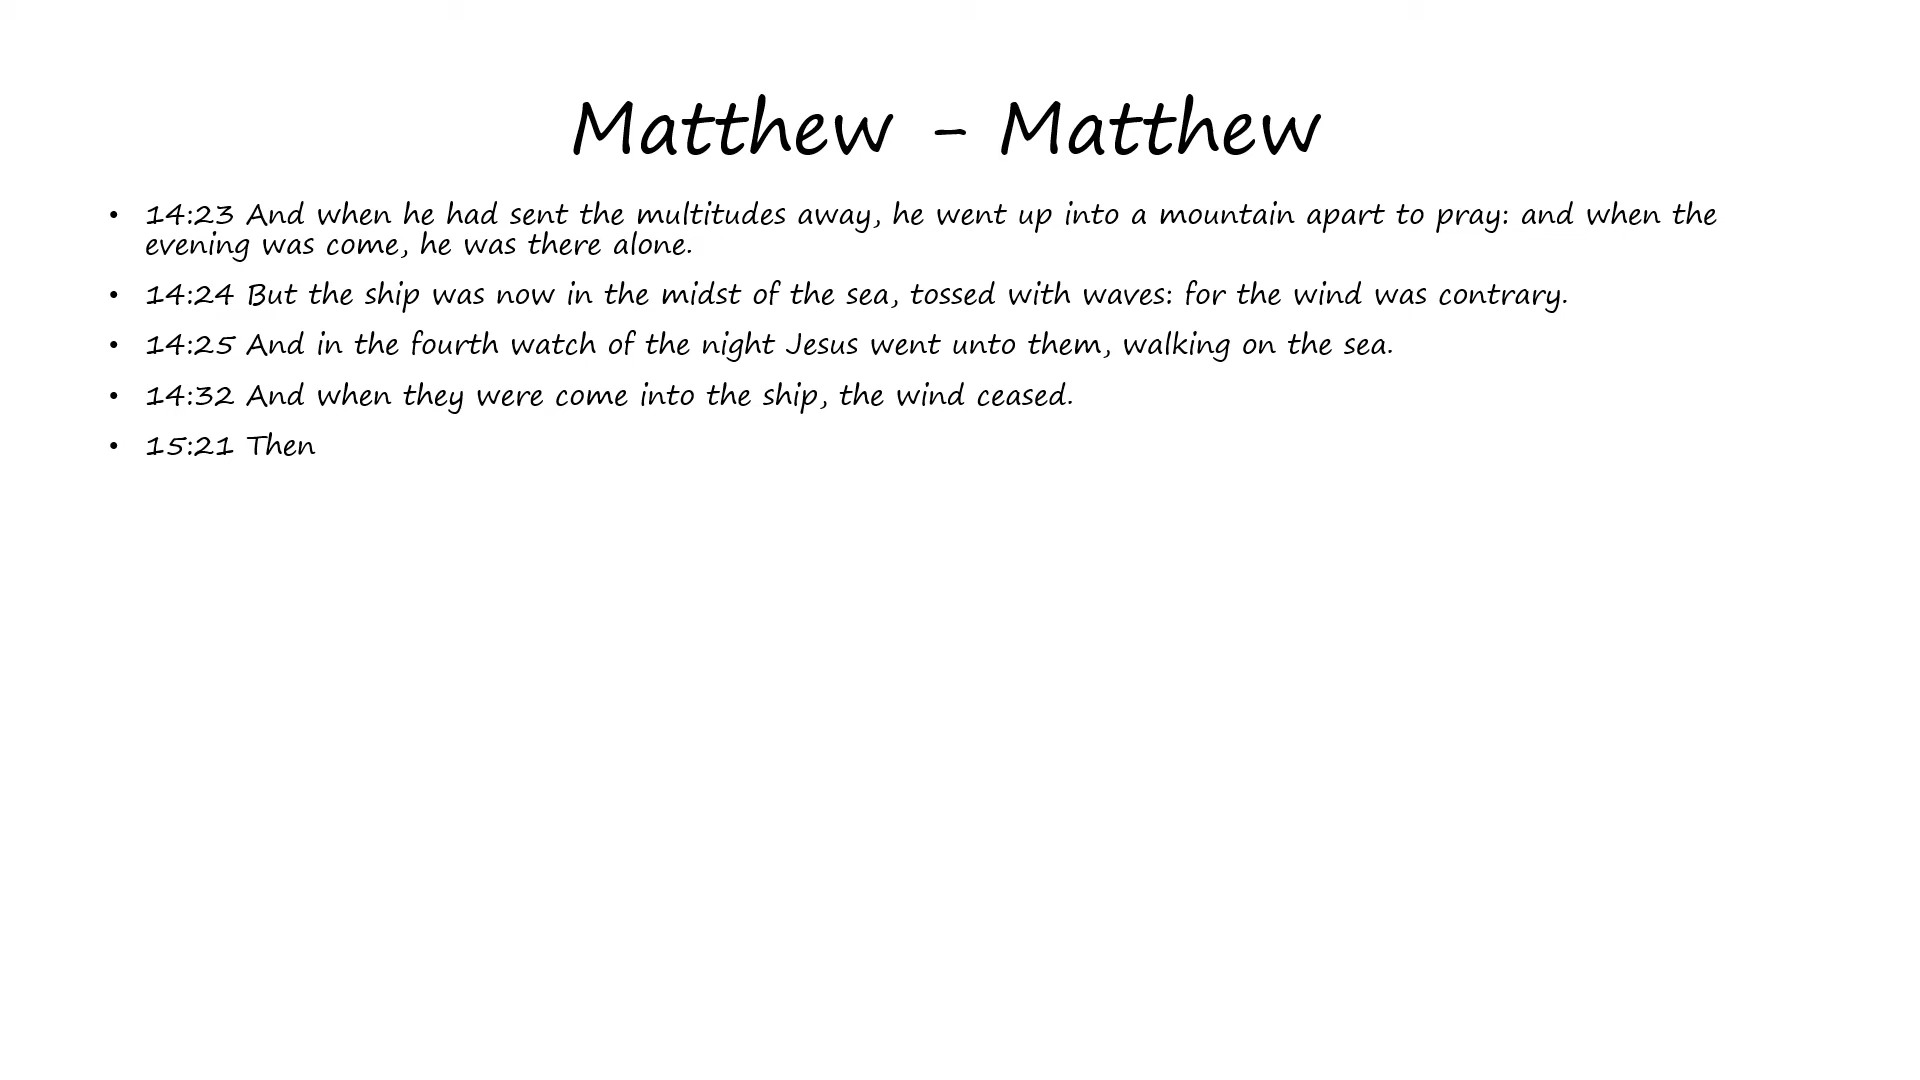 Matthew - Matthew
• 14:23 And when he had sent the multitudes away, he went up into a mountain apart to pray: and when the
evening was come, he was there alone.
• 14:24 But the ship was now in the midst of the sea, tossed with waves: for the wind was contrary.
• 14:25 And in the fourth watch of the night Jesus went unto them, walking on the sea.
• 14:32 And when they were come into the ship, the wind ceased.
• 15:21 Then